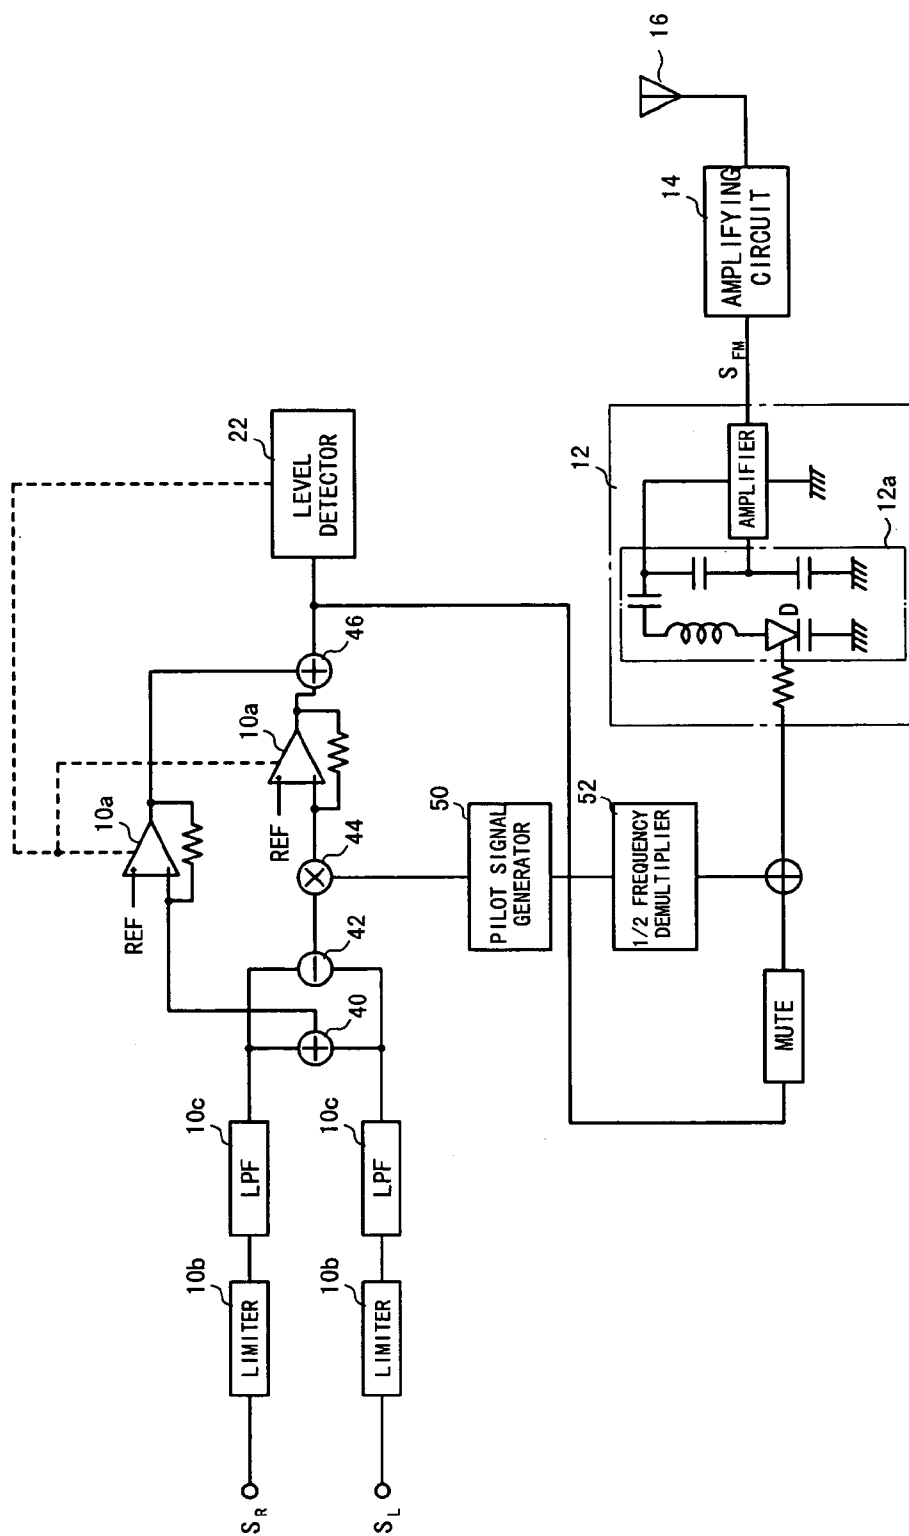 S_R
LIMITER
10b
LPF
10c
S_L
LIMITER
10b
LPF
10c
40
42
44
REF
10a
REF
10a
46
LEVEL
DETECTOR
22
PILOT SIGNAL
GENERATOR
50
1/2 FREQUENCY
DEMULTIPLIER
52
MUTE
D
12a
AMPLIFIER
12
S_FM
AMPLIFYING
CIRCUIT
14
16